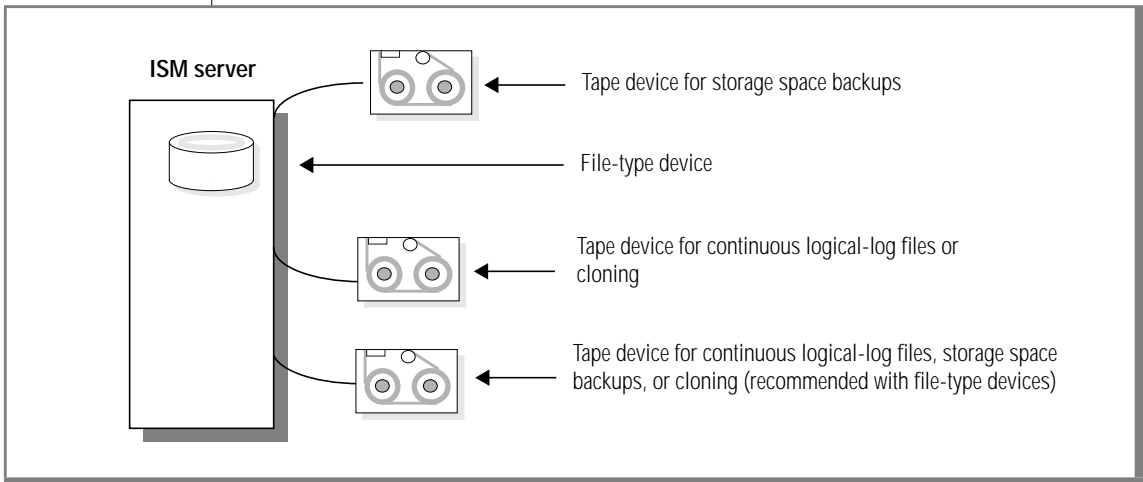 ISM server
Tape device for storage space backups
File-type device
Tape device for continuous logical-log files or
cloning
Tape device for continuous logical-log files, storage space
backups, or cloning (recommended with file-type devices)